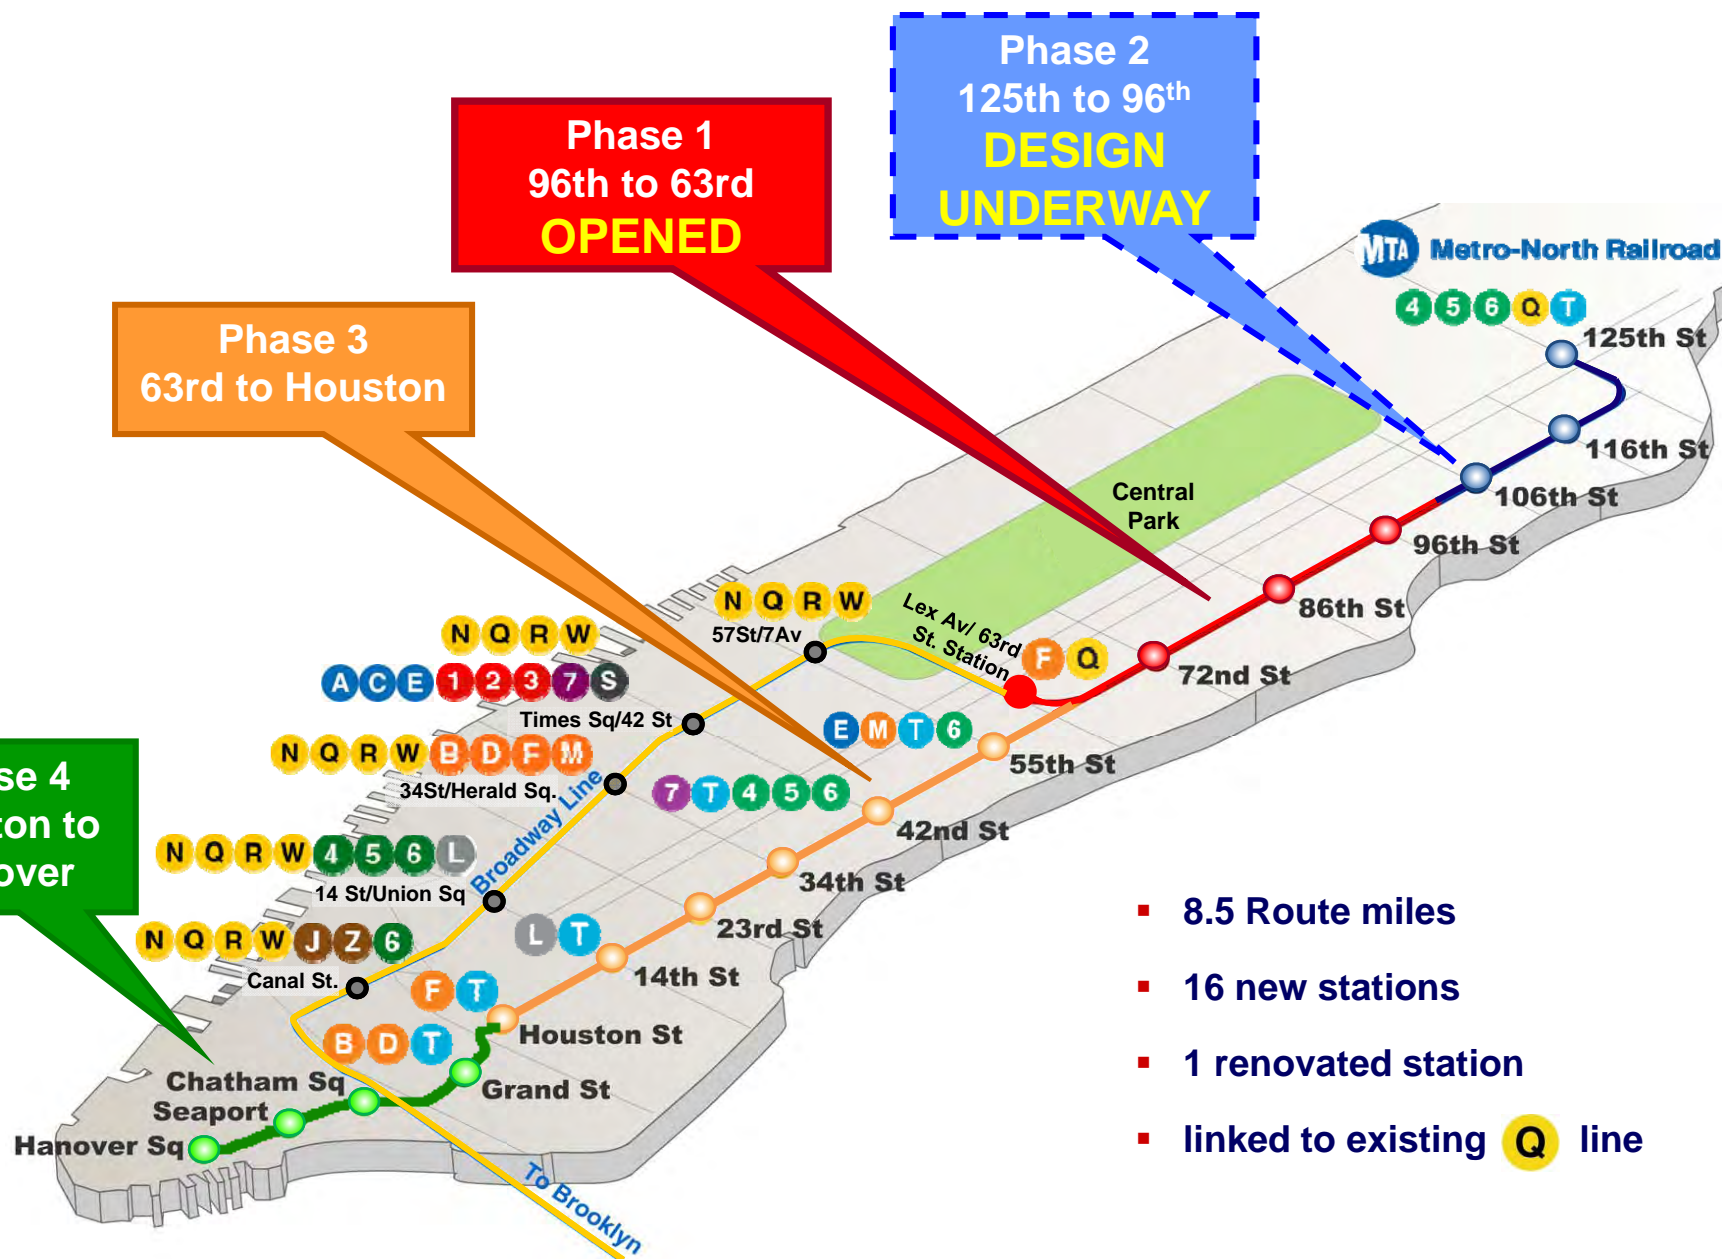 Phase 2
125th to 96th
DESIGN
UNDERWAY
Phase 1
96th to 63rd
OPENED
MTA Metro-North Railroad
4 5 6 Q T
125th St
Phase 3
63rd to Houston
116th St
106th St
Central
Park
96th St
86th St
N Q R W
57St/7Av
Lex Av/ 63rd
St. Station
F Q
72nd St
N Q R W
A C E 1 2 3 7 S
Times Sq/42 St
E M T 6
55th St
N Q R W B D F M
34St/Herald Sq.
7 T 4 5 6
42nd St
Broadway Line
se 4
ton to
over
N Q R W 4 5 6 L
14 St/Union Sq
34th St
23rd St
L T
14th St
N Q R W J Z 6
Canal St.
F T
Houston St
B D T
Grand St
Chatham Sq
Seaport
Hanover Sq
To Brooklyn
▪ 8.5 Route miles
▪ 16 new stations
▪ 1 renovated station
▪ linked to existing Q line